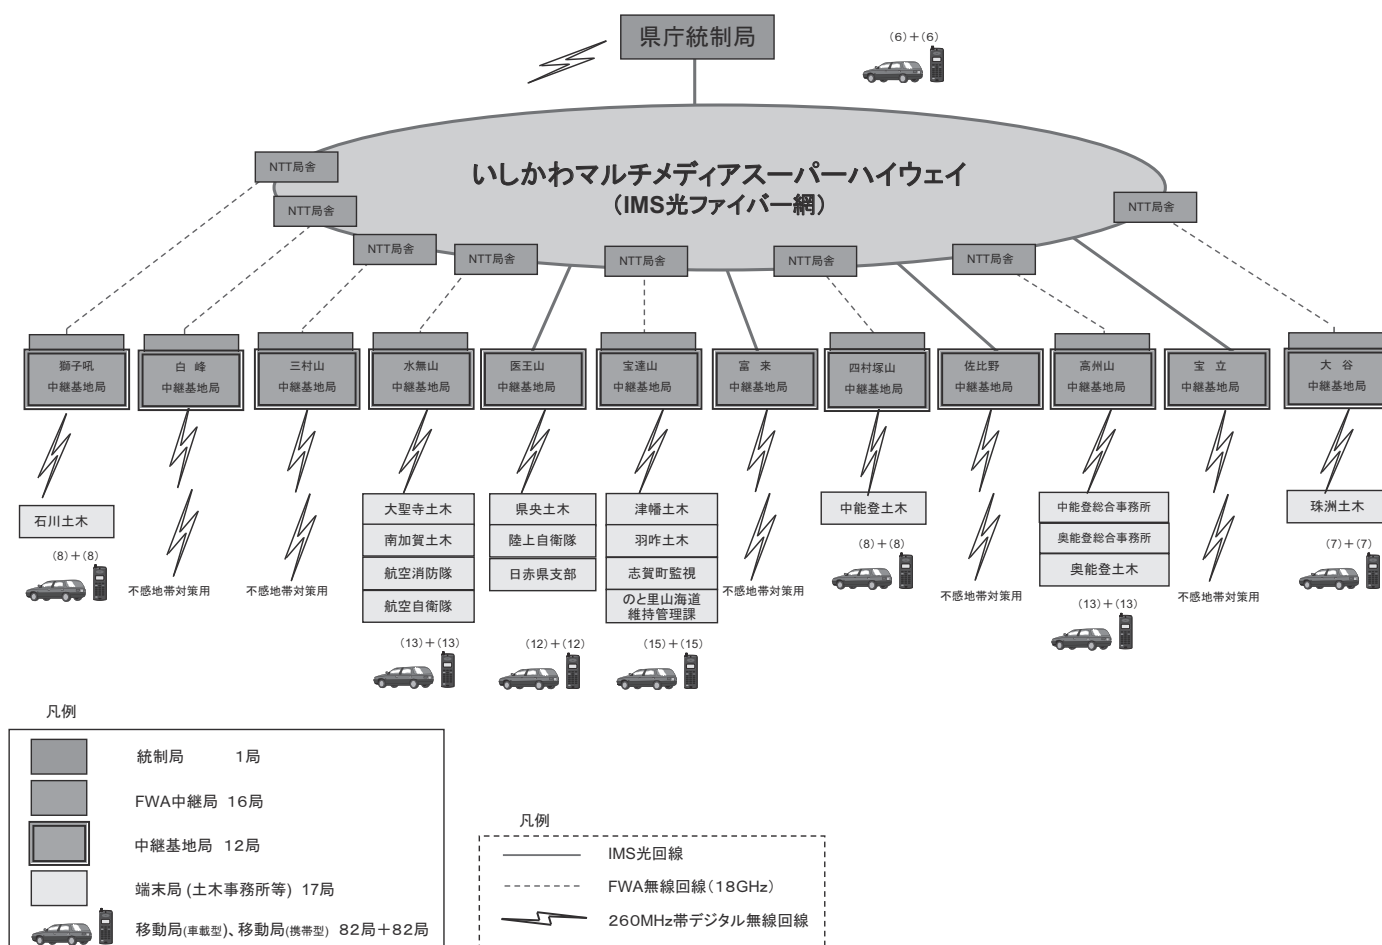 県庁統制局
(6)+(6)
いしかわマルチメディアスーパーハイウェイ
(IMS光ファイバー網)
NTT局舎
NTT局舎
NTT局舎
NTT局舎
NTT局舎
NTT局舎
NTT局舎
NTT局舎
獅子吼
中継基地局
白 峰
中継基地局
三村山
中継基地局
水無山
中継基地局
医王山
中継基地局
宝達山
中継基地局
富 来
中継基地局
四村塚山
中継基地局
佐比野
中継基地局
高州山
中継基地局
宝 立
中継基地局
大 谷
中継基地局
石川土木
(8)+(8)
不感地帯対策用
不感地帯対策用
大聖寺土木
南加賀土木
航空消防隊
航空自衛隊
(13)+(13)
県央土木
陸上自衛隊
日赤県支部
(12)+(12)
津幡土木
羽咋土木
志賀町監視
のと里山海道
維持管理課
(15)+(15)
不感地帯対策用
中能登土木
(8)+(8)
不感地帯対策用
中能登総合事務所
奥能登総合事務所
奥能登土木
(13)+(13)
不感地帯対策用
珠洲土木
(7)+(7)
凡例
統制局 1局
FWA中継局 16局
中継基地局 12局
端末局 (土木事務所等) 17局
移動局(車載型)、移動局(携帯型) 82局+82局
凡例
IMS光回線
FWA無線回線(18GHz)
260MHz帯デジタル無線回線